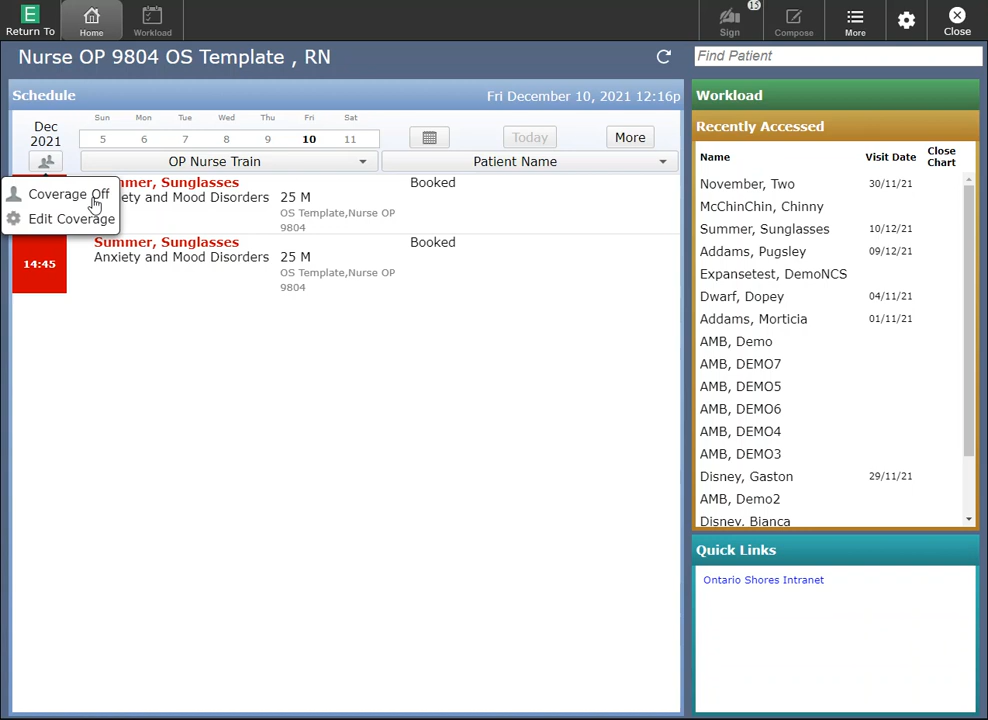 E
Return To
Home
Workload
15
Sign
Compose
More
Close
Nurse OP 9804 OS Template , RN
Find Patient
Schedule
Fri December 10, 2021 12:16p
Dec
2021
Sun Mon Tue Wed Thu Fri Sat
5 6 7 8 9 10 11
Today
More
OP Nurse Train
Patient Name
Coverage Off
Edit Coverage
mmer, Sunglasses
ety and Mood Disorders
25 M
OS Template,Nurse OP
9804
Booked
14:45
Summer, Sunglasses
Anxiety and Mood Disorders
25 M
OS Template,Nurse OP
9804
Booked
Workload
Recently Accessed
Name Visit Date Close
Chart
November, Two 30/11/21
McChinChin, Chinny
Summer, Sunglasses 10/12/21
Addams, Pugsley 09/12/21
Expansetest, DemoNCS
Dwarf, Dopey 04/11/21
Addams, Morticia 01/11/21
AMB, Demo
AMB, DEMO7
AMB, DEMO5
AMB, DEMO6
AMB, DEMO4
AMB, DEMO3
Disney, Gaston 29/11/21
AMB, Demo2
Disney, Bianca
Quick Links
Ontario Shores Intranet